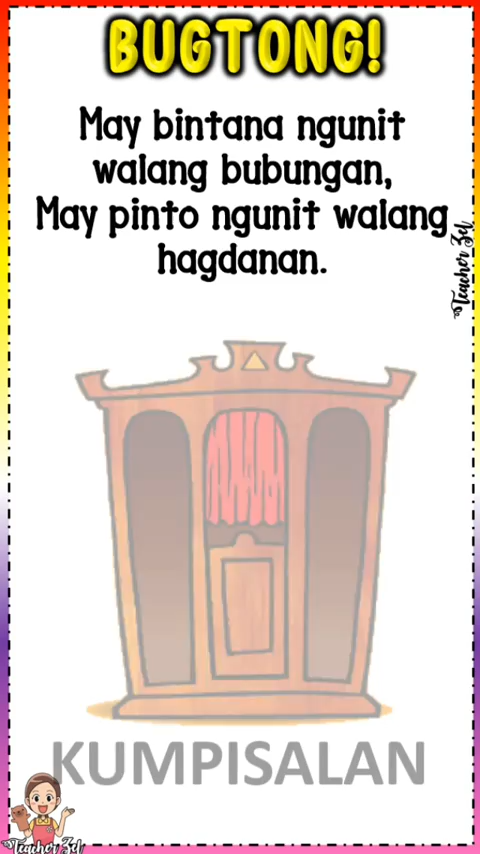 BUGTONG!
May bintana ngunit
walang bubungan,
May pinto ngunit walang
hagdanan.
Teacher Zel
KUMPISALAN
Teacher Zel